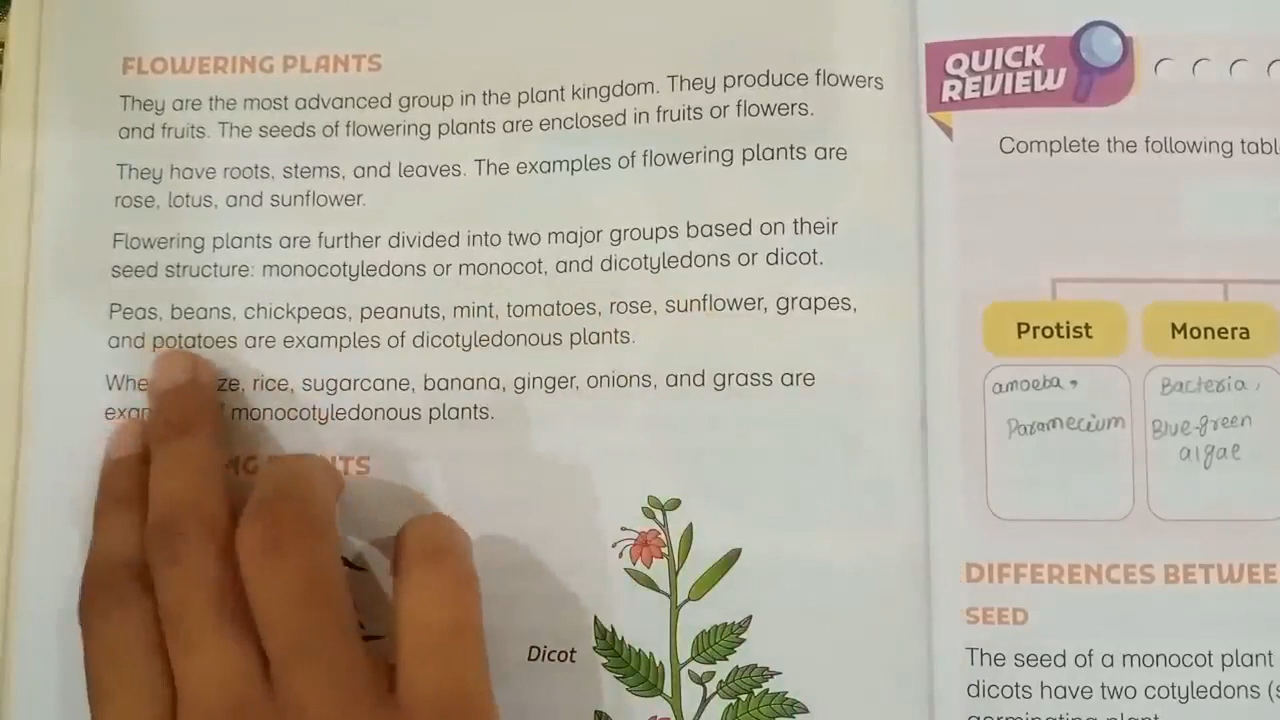 FLOWERING PLANTS
They are the most advanced group in the plant kingdom. They produce flowers
and fruits. The seeds of flowering plants are enclosed in fruits or flowers.
They have roots, stems, and leaves. The examples of flowering plants are
rose, lotus, and sunflower.
Flowering plants are further divided into two major groups based on their
seed structure: monocotyledons or monocot, and dicotyledons or dicot.
Peas, beans, chickpeas, peanuts, mint, tomatoes, rose, sunflower, grapes,
and potatoes are examples of dicotyledonous plants.
rice, sugarcane, banana, ginger, onions, and grass are
monocotyledonous plants.
Dicot
QUICK
REVIEW
Complete the following
Protist
Monera
amoeba,
Paramecium
Bacteria,
Blue-green
algae
DIFFERENCES
SEED
The seed of a monocot plant
dicots have two cotyledons
germinating plant